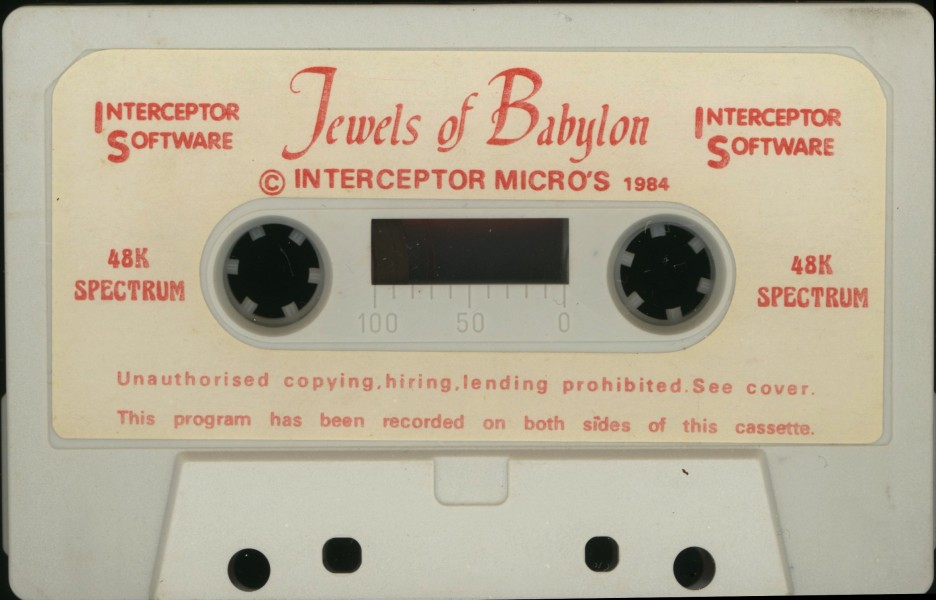 Jewels of Babylon
INTERCEPTOR
SOFTWARE
INTERCEPTOR
SOFTWARE
© INTERCEPTOR MICRO'S 1984
48K
SPECTRUM
48K
SPECTRUM
100 50 0
Unauthorised copying,hiring,lending prohibited.See cover.
This program has been recorded on both sides of this cassette.